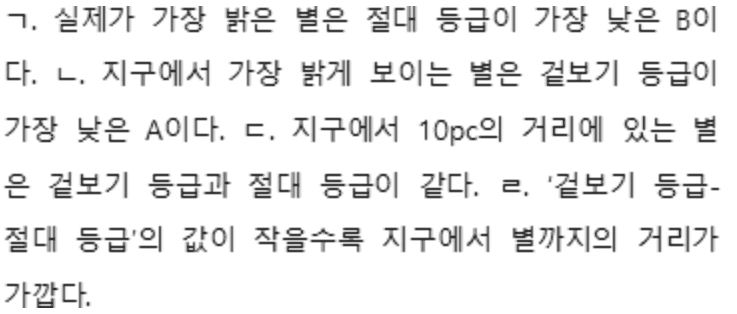 ㄱ. 실제가 가장 밝은 별은 절대 등급이 가장 낮은 B이
다. ㄴ. 지구에서 가장 밝게 보이는 별은 겉보기 등급이
가장 낮은 A이다. ㄷ. 지구에서 10pc의 거리에 있는 별
은 겉보기 등급과 절대 등급이 같다. ㄹ. '겉보기 등급-
절대 등급'의 값이 작을수록 지구에서 별까지의 거리가
가깝다.